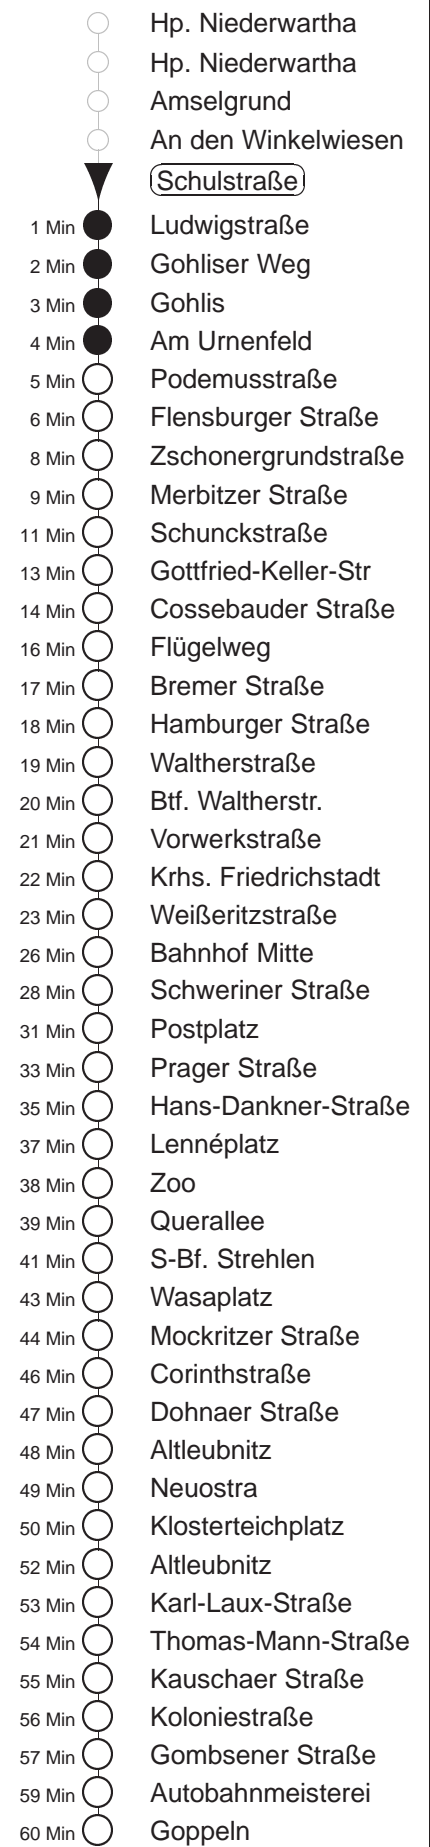 Hp. Niederwartha
Hp. Niederwartha
Amselgrund
An den Winkelwiesen
Schulstraße
1 Min Ludwigstraße
2 Min Gohliser Weg
3 Min Gohlis
4 Min Am Urnenfeld
5 Min Podemusstraße
6 Min Flensburger Straße
8 Min Zschonergrundstraße
9 Min Merbitzer Straße
11 Min Schunckstraße
13 Min Gottfried-Keller-Str
14 Min Cossebauder Straße
16 Min Flügelweg
17 Min Bremer Straße
18 Min Hamburger Straße
19 Min Waltherstraße
20 Min Btf. Waltherstr.
21 Min Vorwerkstraße
22 Min Krhs. Friedrichstadt
23 Min Weißeritzstraße
26 Min Bahnhof Mitte
28 Min Schweriner Straße
31 Min Postplatz
33 Min Prager Straße
35 Min Hans-Dankner-Straße
37 Min Lennéplatz
38 Min Zoo
39 Min Querallee
41 Min S-Bf. Strehlen
43 Min Wasaplatz
44 Min Mockritzer Straße
46 Min Corinthstraße
47 Min Dohnaer Straße
48 Min Altleubnitz
49 Min Neuostra
50 Min Klosterteichplatz
52 Min Altleubnitz
53 Min Karl-Laux-Straße
54 Min Thomas-Mann-Straße
55 Min Kauschaer Straße
56 Min Koloniestraße
57 Min Gombsener Straße
59 Min Autobahnmeisterei
60 Min Goppeln